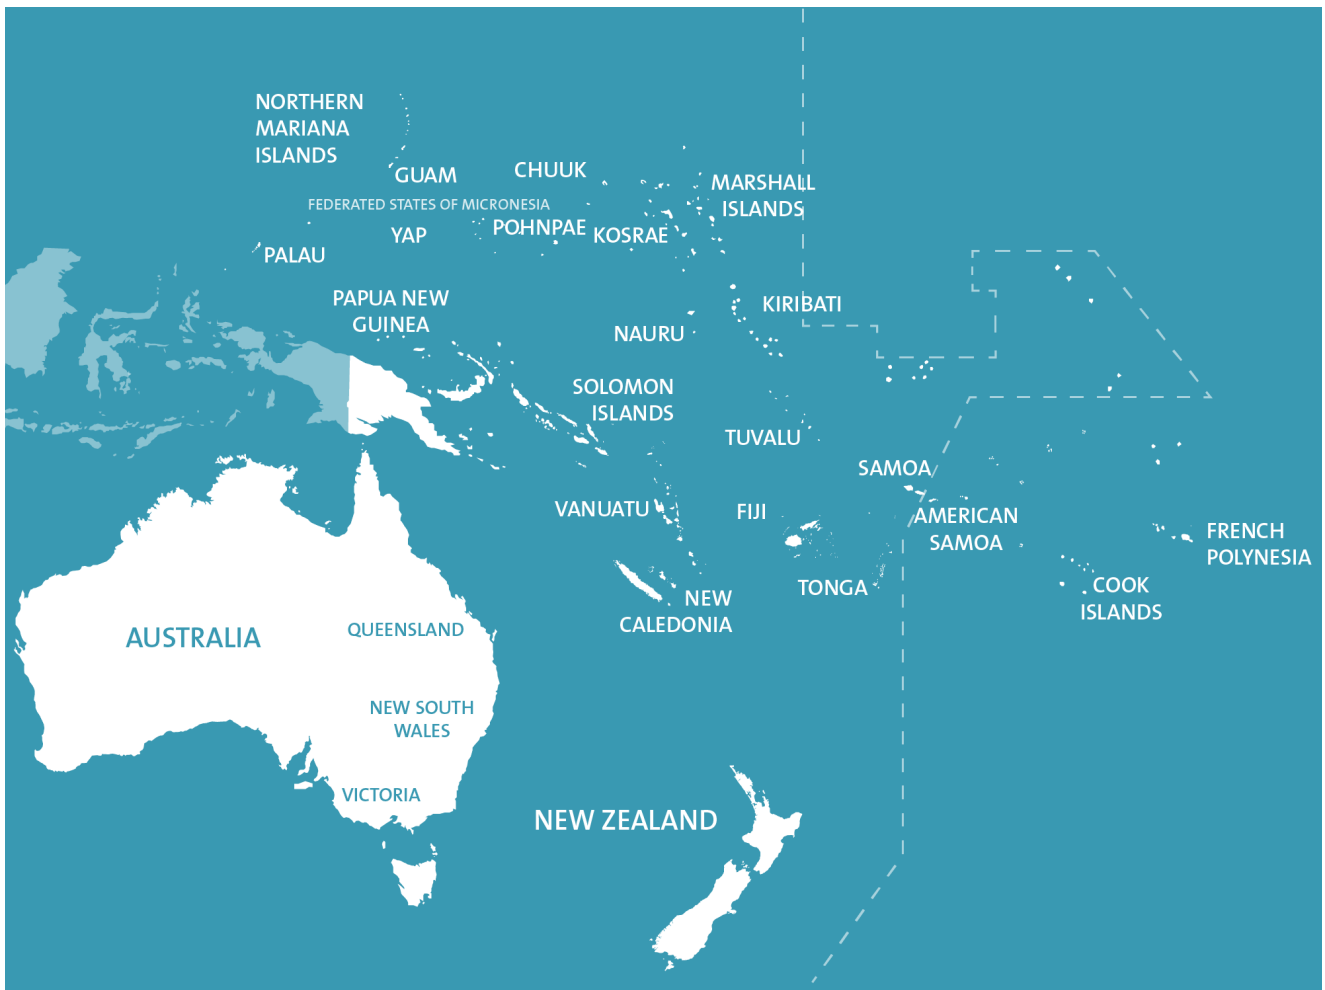 NORTHERN
MARIANA
ISLANDS
GUAM
CHUUK
MARSHALL
ISLANDS
FEDERATED STATES OF MICRONESIA
YAP
POHNPAE
KOSRAE
PALAU
PAPUA NEW
GUINEA
KIRIBATI
NAURU
SOLOMON
ISLANDS
TUVALU
SAMOA
VANUATU
FIJI
AMERICAN
SAMOA
FRENCH
POLYNESIA
TONGA
COOK
ISLANDS
NEW
CALEDONIA
AUSTRALIA
QUEENSLAND
NEW SOUTH
WALES
VICTORIA
NEW ZEALAND